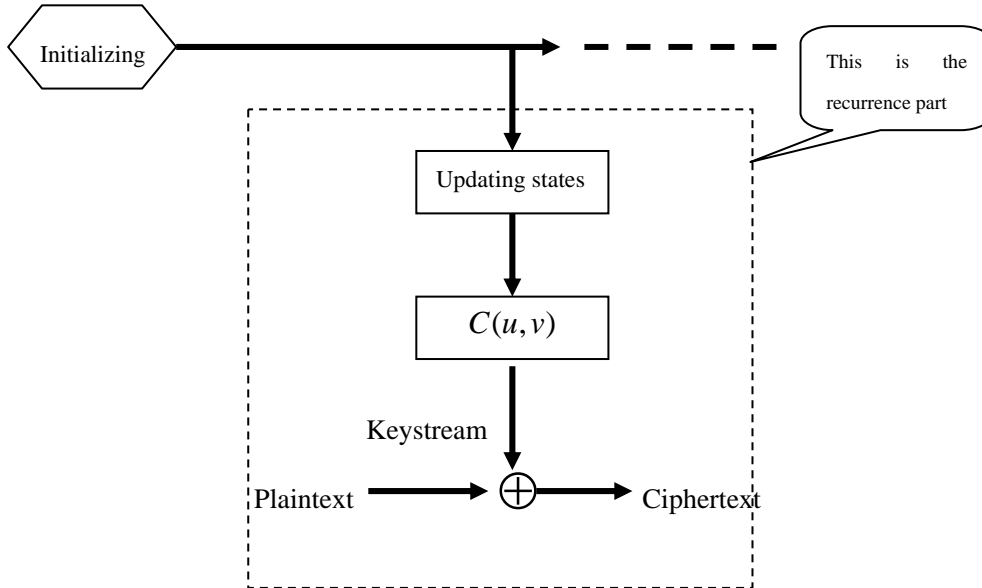 Initializing
This is the
recurrence part
Updating states
C(u, v)
Keystream
Plaintext
Ciphertext